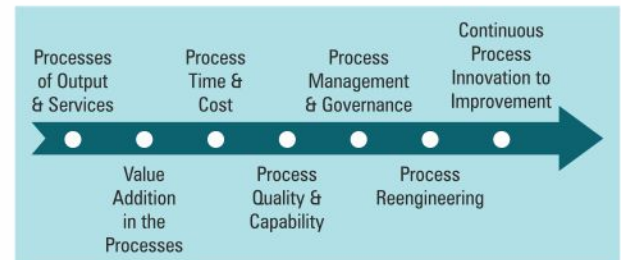 Processes
of Output
& Services
Value
Addition
in the
Processes
Process
Time &
Cost
Process
Quality &
Capability
Process
Management
& Governance
Process
Reengineering
Continuous
Process
Innovation to
Improvement